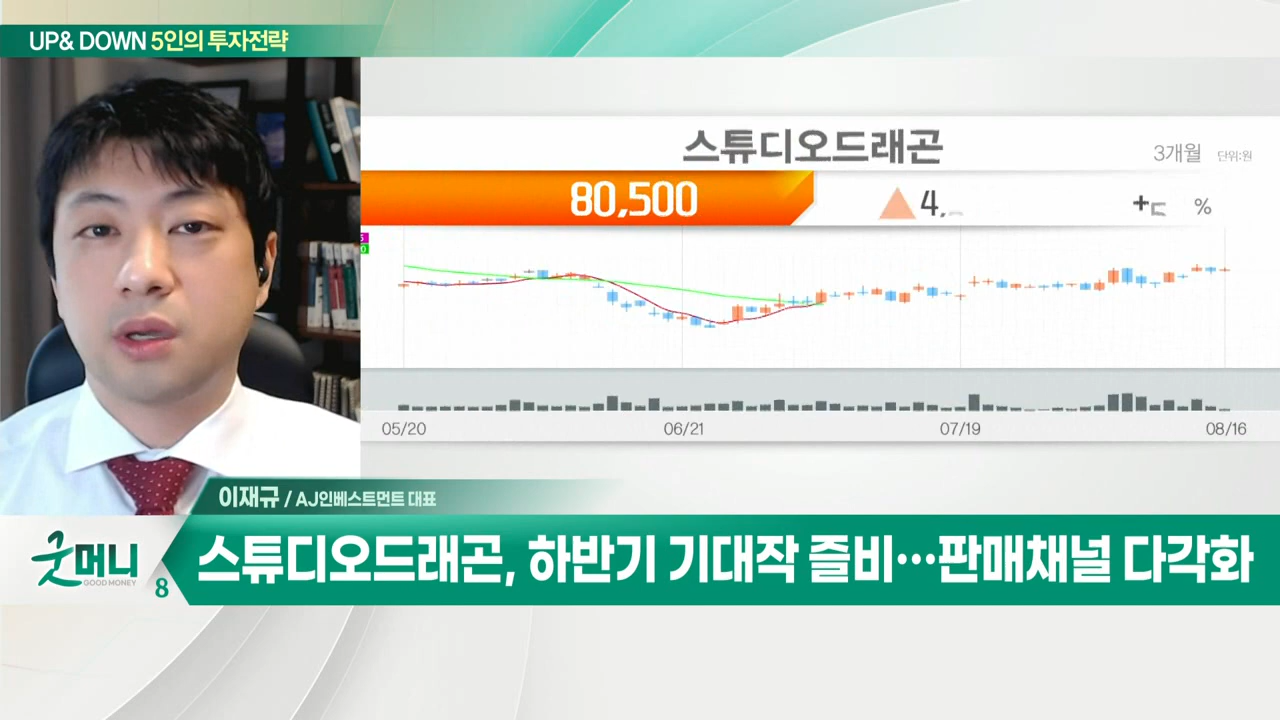 UP& DOWN 5인의 투자전략
스튜디오드래곤
3개월 단위:원
80,500 ▲ 4, + %
05/20 06/21 07/19 08/16
이재규 / AJ인베스트먼트 대표
굿머니
GOOD MONEY
8
스튜디오드래곤, 하반기 기대작 즐비…판매채널 다각화